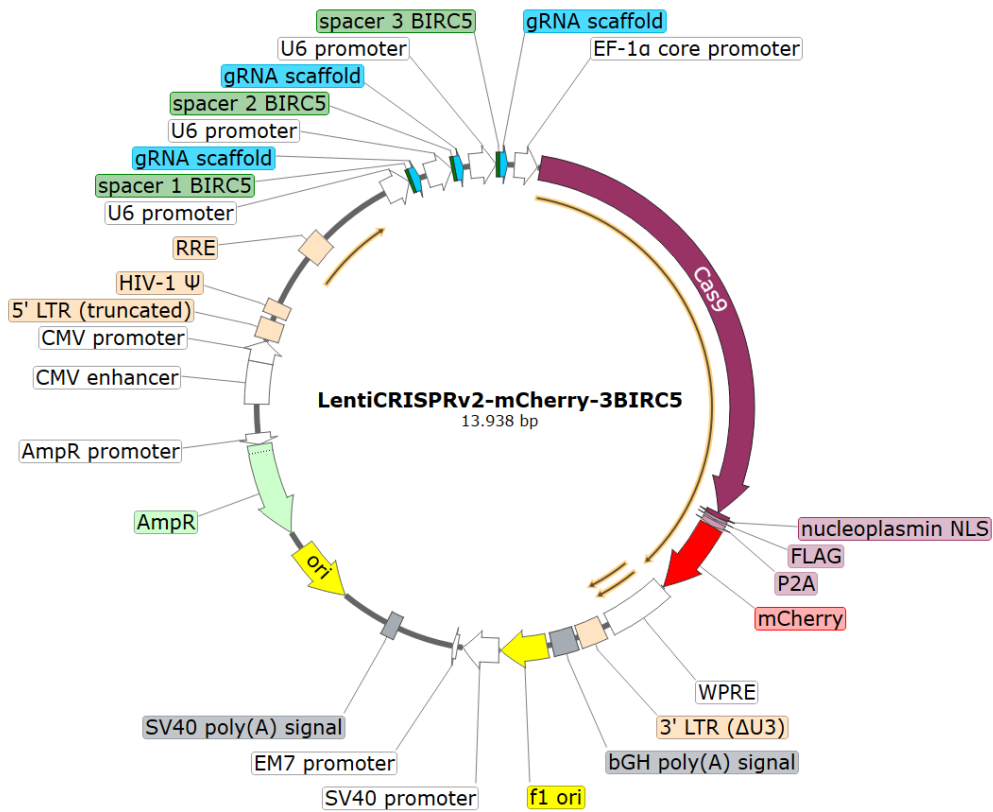 spacer 3 BIRC5
gRNA scaffold
U6 promoter
EF-1α core promoter
gRNA scaffold
spacer 2 BIRC5
U6 promoter
gRNA scaffold
spacer 1 BIRC5
U6 promoter
RRE
HIV-1 Ψ
5' LTR (truncated)
CMV promoter
CMV enhancer
AmpR promoter
AmpR
ori
Cas9
LentiCRISPRv2-mCherry-3BIRC5
13.938 bp
nucleoplasmin NLS
FLAG
P2A
mCherry
WPRE
3' LTR (ΔU3)
bGH poly(A) signal
f1 ori
SV40 promoter
EM7 promoter
SV40 poly(A) signal